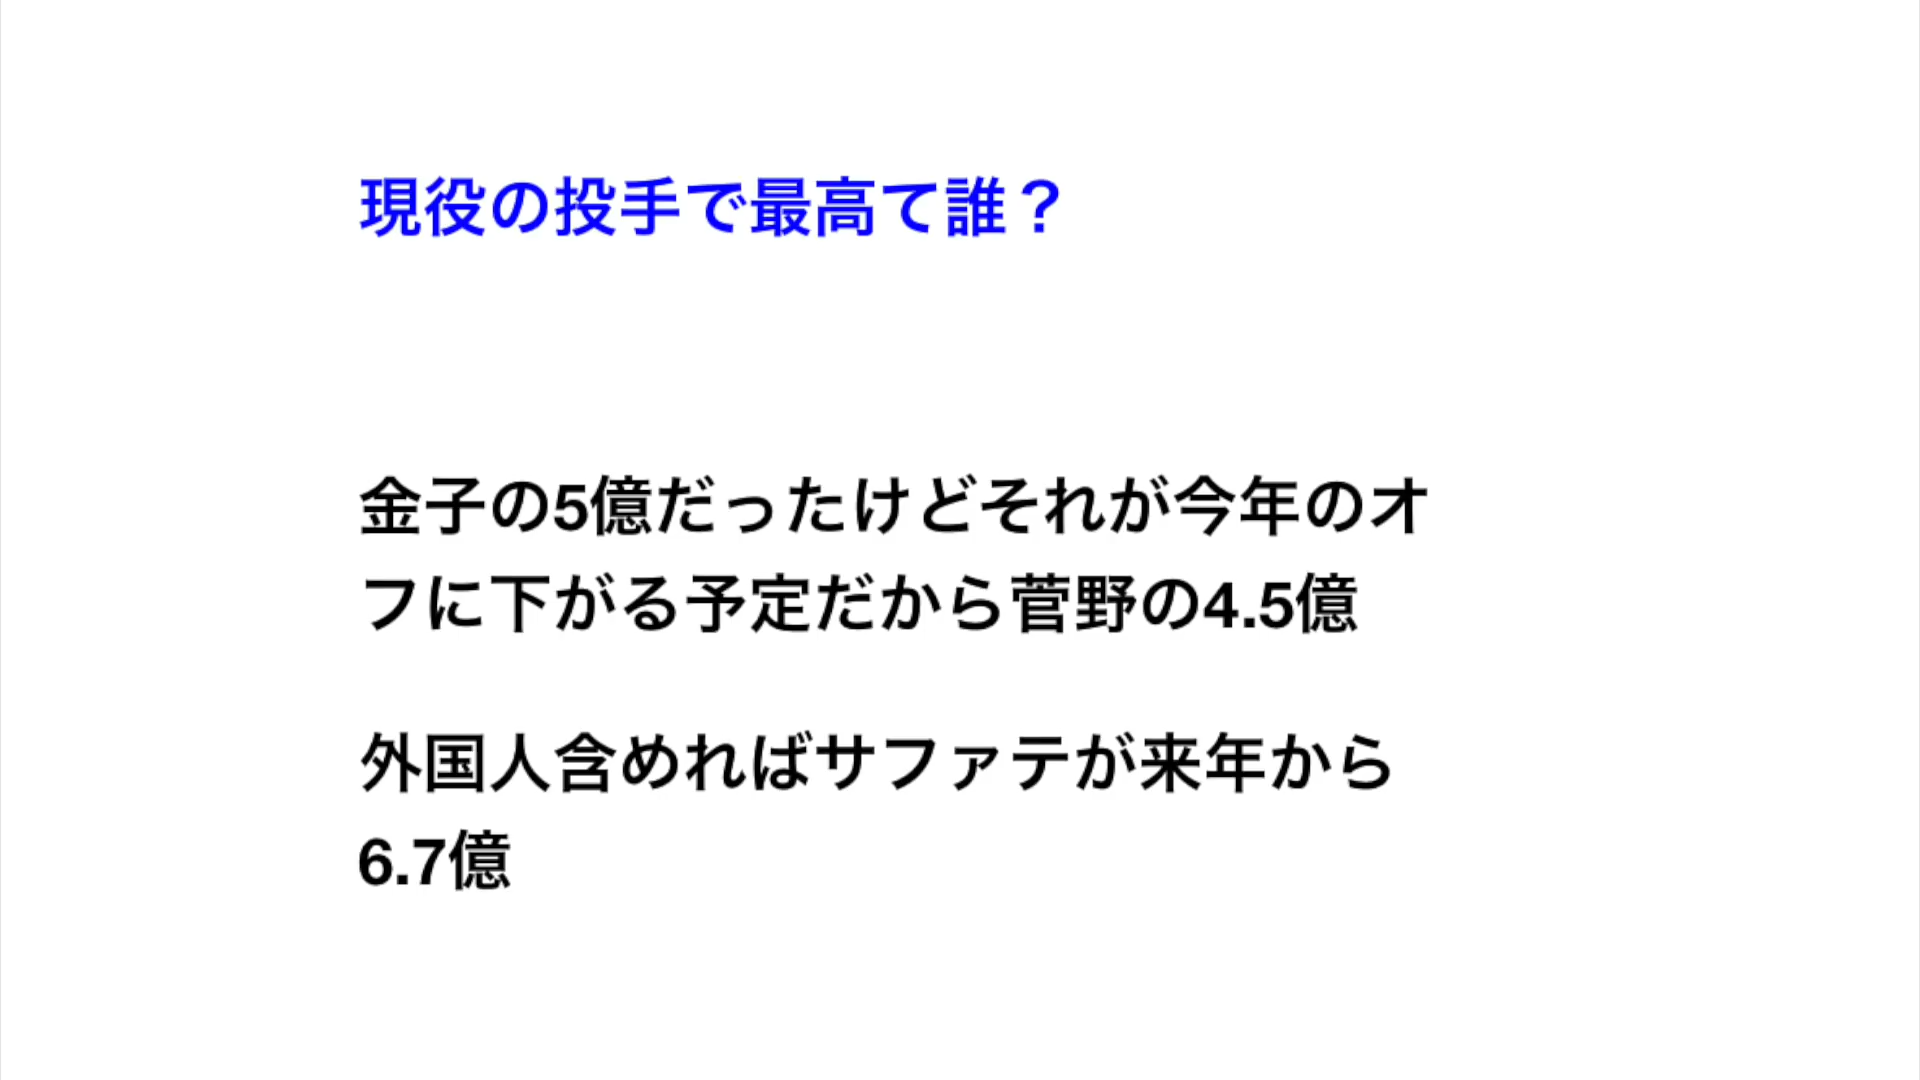 現役の投手で最高て誰？
金子の5億だったけどそれが今年のオ
フに下がる予定だから菅野の4.5億
外国人含めればサファテが来年から
6.7億